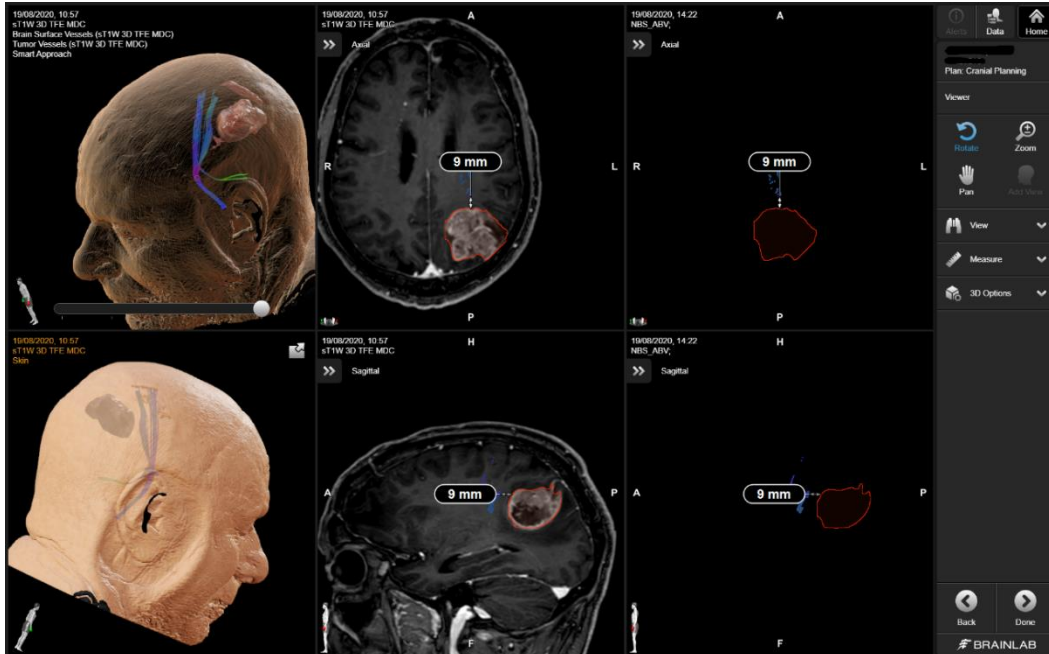 19/08/2020, 10:57
sT1W 3D TFE MDC
Brain Surface Vessels (sT1W 3D TFE MDC)
Tumor Vessels (sT1W 3D TFE MDC)
Smart Approach
19/08/2020, 10:57
sT1W 3D TFE MDC
Axial
A
R
L
P
9 mm
19/08/2020, 14:22
NBS_ABV;
Axial
A
R
L
P
9 mm
19/08/2020, 10:57
sT1W 3D TFE MDC
Skin
19/08/2020, 10:57
sT1W 3D TFE MDC
Sagittal
H
A
P
F
9 mm
19/08/2020, 14:22
NBS_ABV;
Sagittal
H
A
P
F
9 mm
Alerts
Data
Home
Plan: Cranial Planning
Viewer
Rotate
Zoom
Pan
Add View
View
Measure
3D Options
Back
Done
BRAINLAB